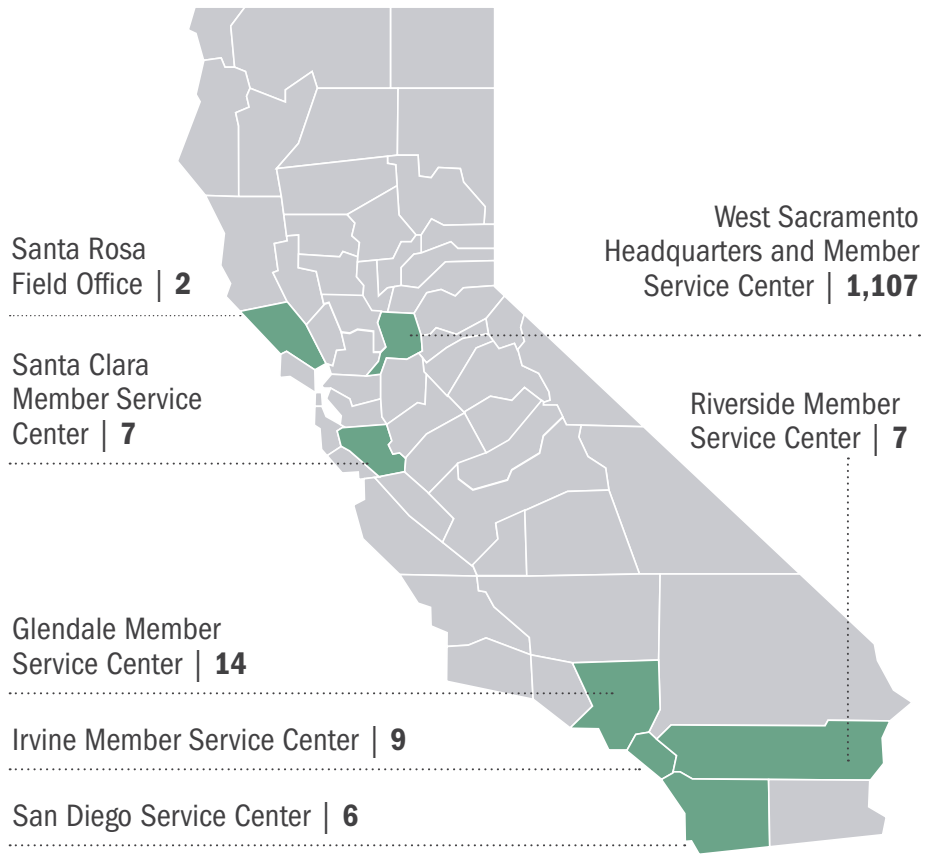 Santa Rosa
Field Office | 2
West Sacramento
Headquarters and Member
Service Center | 1,107
Santa Clara
Member Service
Center | 7
Riverside Member
Service Center | 7
Glendale Member
Service Center | 14
Irvine Member Service Center | 9
San Diego Service Center | 6